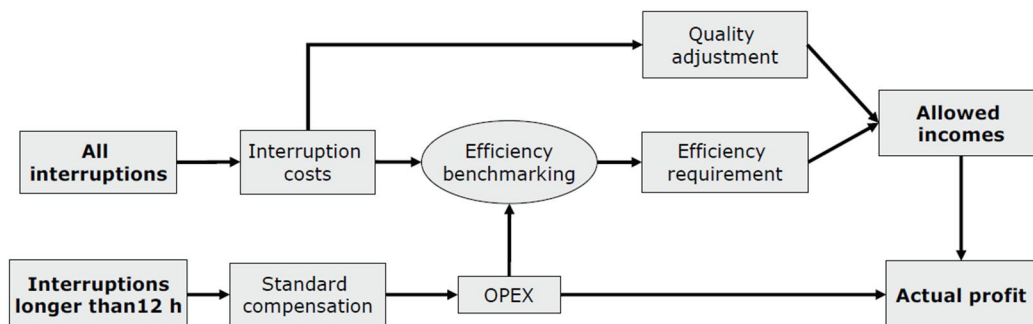 Quality
adjustment
Allowed
incomes
All
interruptions
Interruption
costs
Efficiency
benchmarking
Efficiency
requirement
Interruptions
longer than12 h
Standard
compensation
OPEX
Actual profit